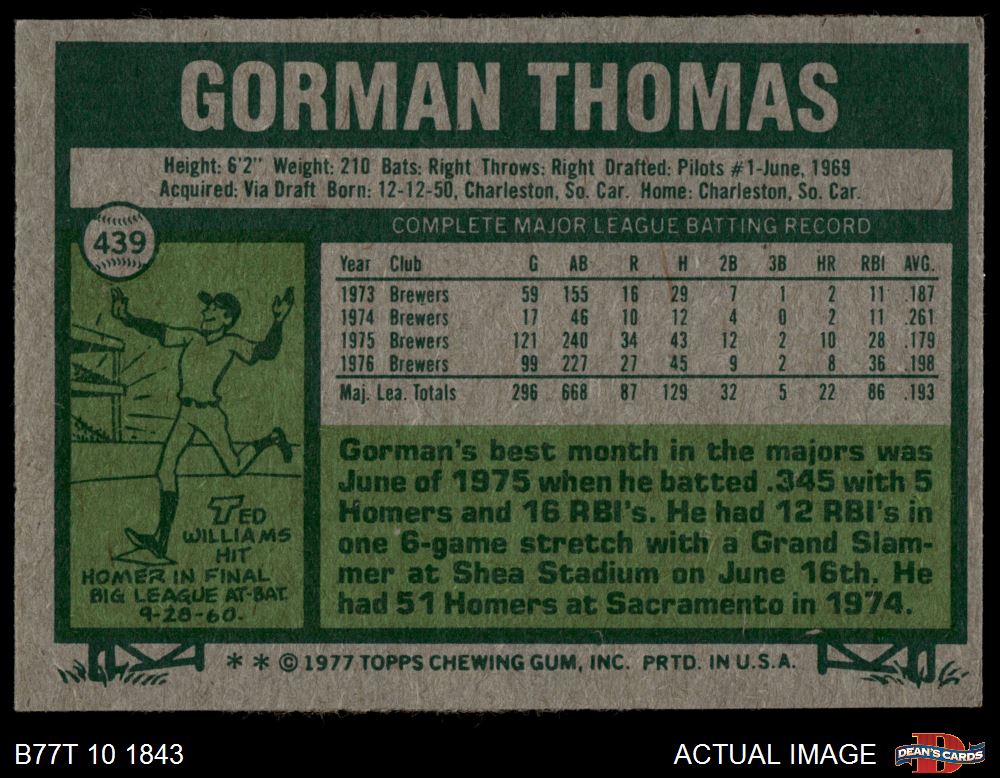 GORMAN THOMAS
Height: 6'2" Weight: 210 Bats: Right Throws: Right Drafted: Pilots #1-June, 1969
Acquired: Via Draft Born: 12-12-50, Charleston, So. Car. Home: Charleston, So. Car.
439
COMPLETE MAJOR LEAGUE BATTING RECORD
Year Club G AB R H 2B 3B HR RBI AVG.
1973 Brewers 59 155 16 29 7 1 2 11 .187
1974 Brewers 17 46 10 12 4 0 2 11 .261
1975 Brewers 121 240 34 43 12 2 10 28 .179
1976 Brewers 99 227 27 45 9 2 8 36 .198
Maj. Lea. Totals 296 668 87 129 32 5 22 86 .193
TED
WILLIAMS
HIT
HOMER IN FINAL
BIG LEAGUE AT-BAT.
9-28-60.
Gorman's best month in the majors was
June of 1975 when he batted .345 with 5
Homers and 16 RBI's. He had 12 RBI's in
one 6-game stretch with a Grand Slam-
mer at Shea Stadium on June 16th. He
had 51 Homers at Sacramento in 1974.
* * © 1977 TOPPS CHEWING GUM, INC. PRTD. IN U.S.A.
B77T 10 1843
ACTUAL IMAGE
DEAN'S CARDS